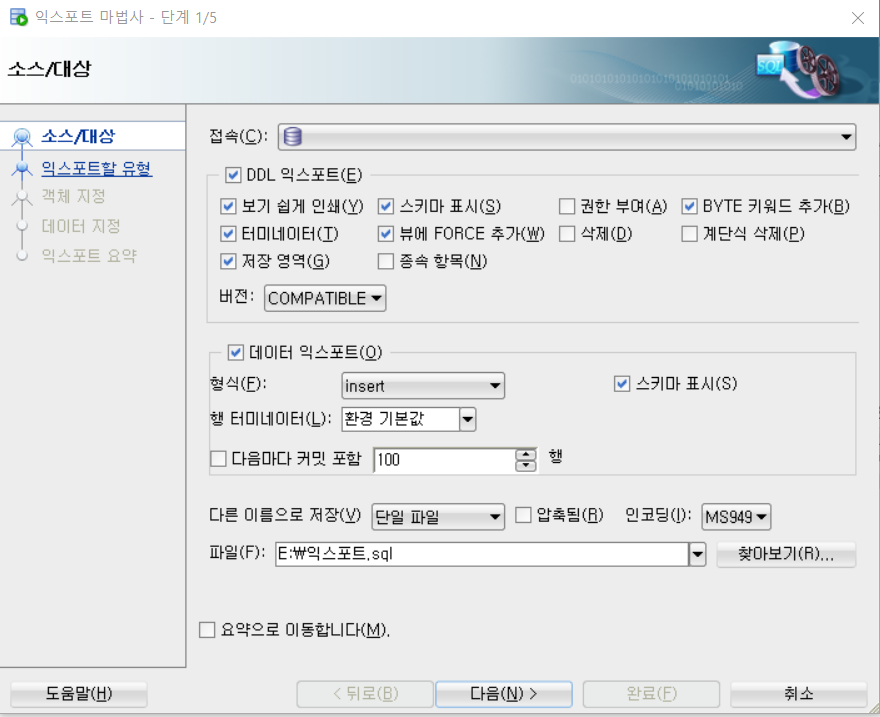 익스포트 마법사 - 단계 1/5
소스/대상
SQL
소스/대상
익스포트할 유형
객체 지정
데이터 지정
익스포트 요약
접속(C):
DDL 익스포트(E)
보기 쉽게 인쇄(Y) 스키마 표시(S) 권한 부여(A) BYTE 키워드 추가(B)
터미네이터(T) 뷰에 FORCE 추가(W) 삭제(D) 계단식 삭제(P)
저장 영역(G) 종속 항목(N)
버전: COMPATIBLE
데이터 익스포트(O)
형식(F): insert 스키마 표시(S)
행 터미네이터(L): 환경 기본값
다음마다 커밋 포함 100 행
다른 이름으로 저장(V) 단일 파일 압축됨(R) 인코딩(I): MS949
파일(F): E:₩익스포트.sql 찾아보기(R)...
요약으로 이동합니다(M).
도움말(H) < 뒤로(B) 다음(N) > 완료(F) 취소